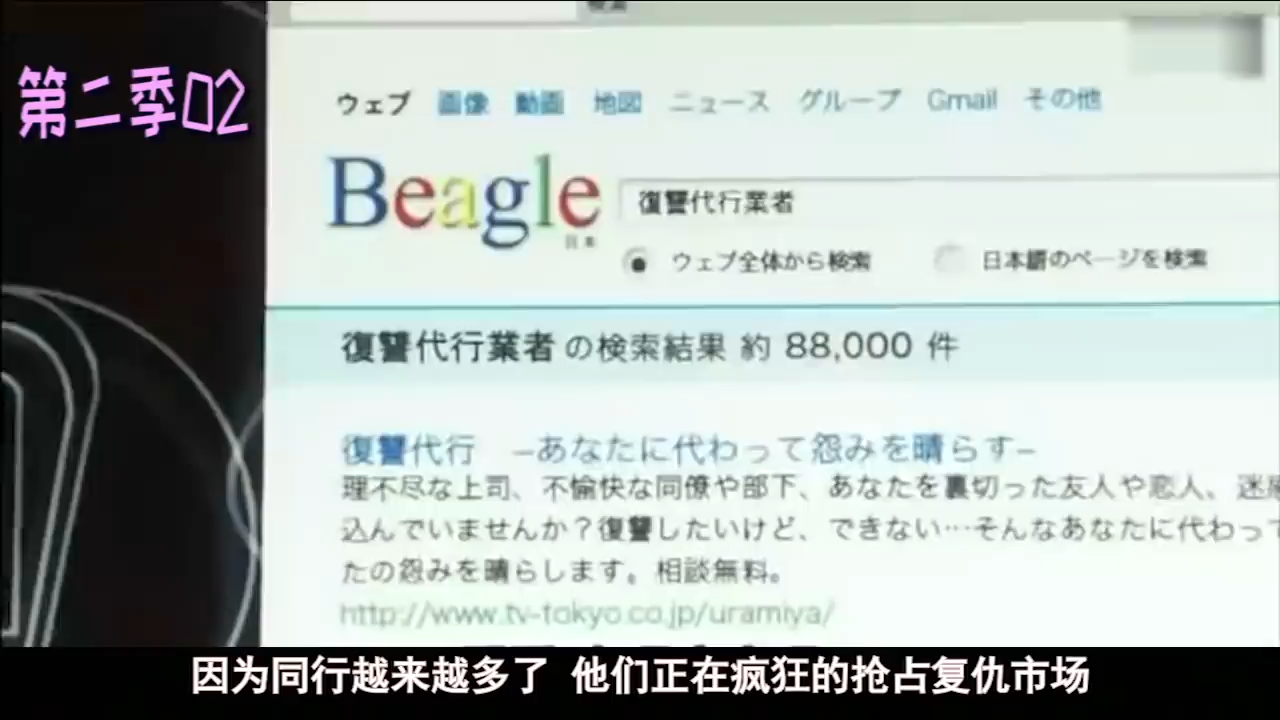 検索
第二季02
ウェブ 画像 動画 地図 ニュース グループ Gmail その他
Beagle
日本
復讐代行業者
ウェブ全体から検索 日本語のページを検索
復讐代行業者 の検索結果 約 88,000 件
復讐代行 –あなたに代わって怨みを晴らす–
理不尽な上司、不愉快な同僚や部下、あなたを裏切った友人や恋人、迷惑
込んでいませんか？復讐したいけど、できない…そんなあなたに代わって
たの怨みを晴らします。相談無料。
http://www.tv-tokyo.co.jp/uramiya/
因为同行越来越多了 他们正在疯狂的抢占复仇市场